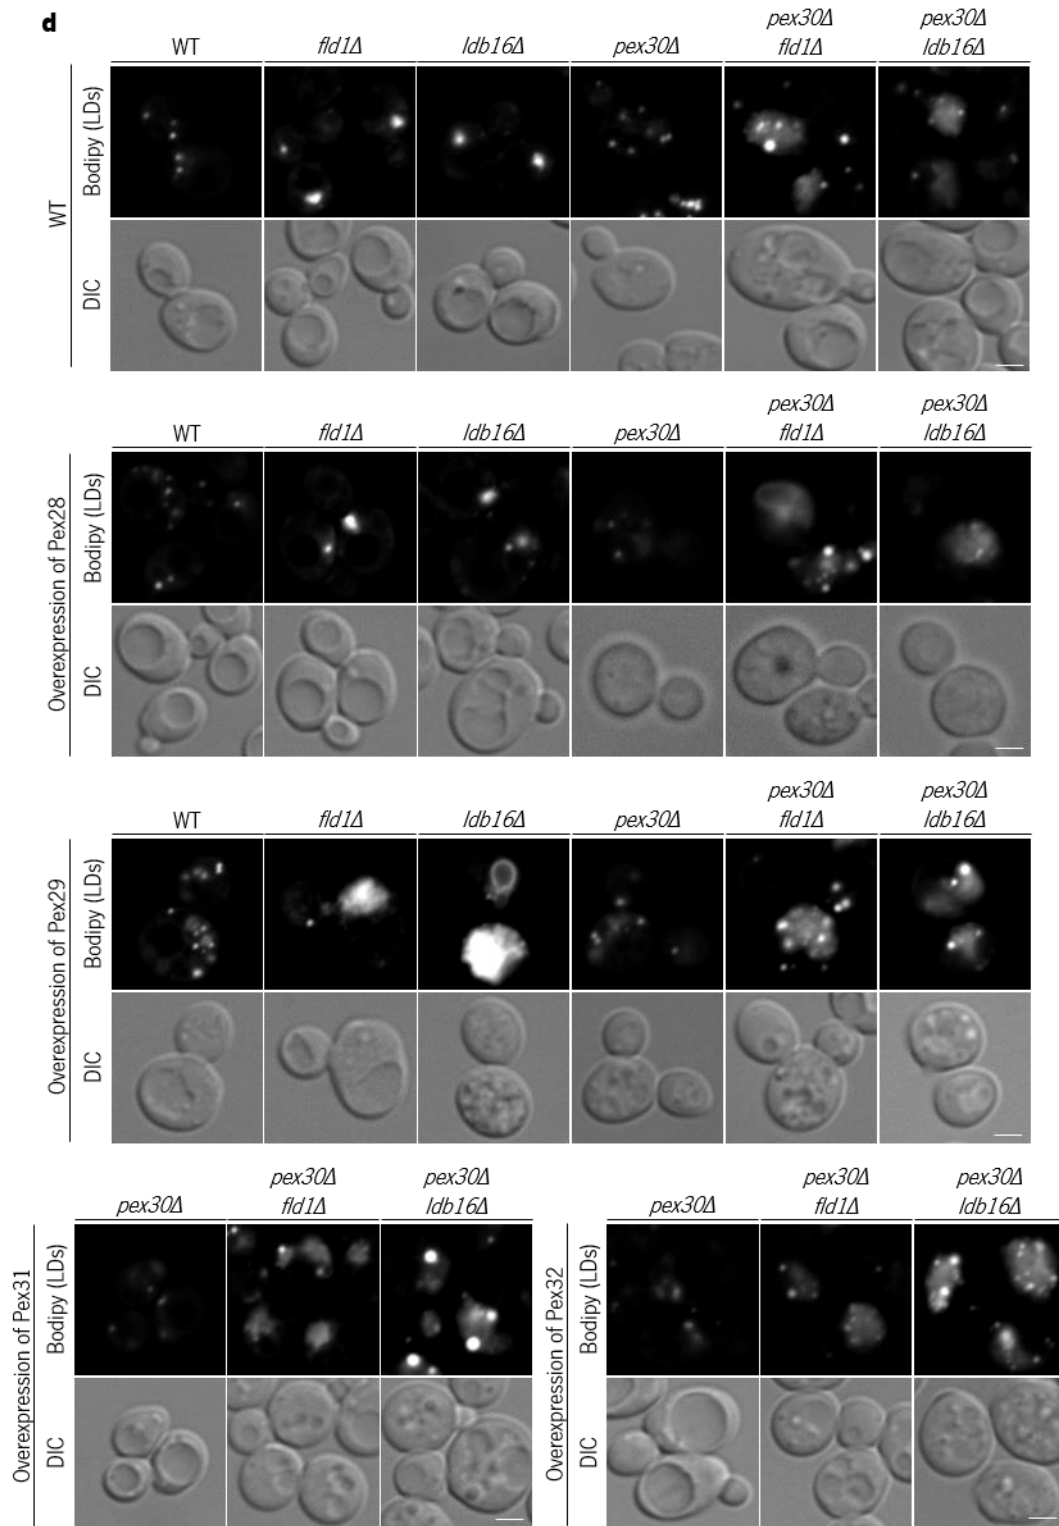 d
pex30Δ pex30Δ
WT fld1Δ ldb16Δ pex30Δ fld1Δ ldb16Δ
WT
Bodipy (LDs)
DIC
pex30Δ pex30Δ
WT fld1Δ ldb16Δ pex30Δ fld1Δ ldb16Δ
Overexpression of Pex28
Bodipy (LDs)
DIC
pex30Δ pex30Δ
WT fld1Δ ldb16Δ pex30Δ fld1Δ ldb16Δ
Overexpression of Pex29
Bodipy (LDs)
DIC
pex30Δ pex30Δ
pex30Δ fld1Δ ldb16Δ
Overexpression of Pex31
Bodipy (LDs)
DIC
pex30Δ pex30Δ
pex30Δ fld1Δ ldb16Δ
Overexpression of Pex32
Bodipy (LDs)
DIC